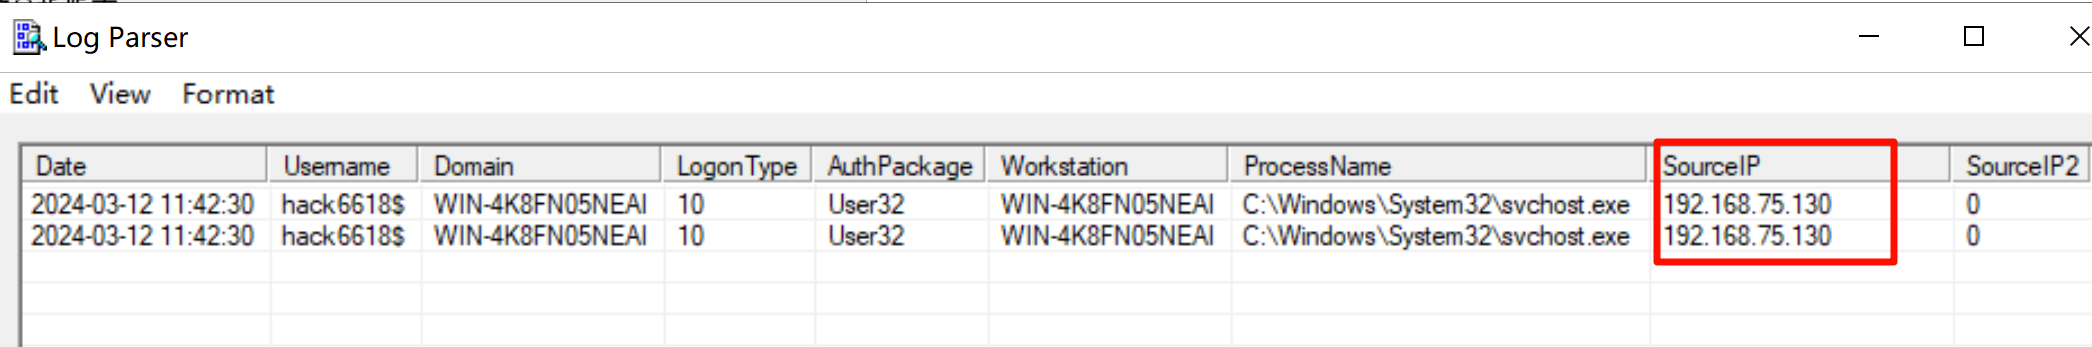 Log Parser
Edit View Format
Date Username Domain LogonType AuthPackage Workstation ProcessName SourceIP SourceIP2
2024-03-12 11:42:30 hack6618$ WIN-4K8FN05NEAI 10 User32 WIN-4K8FN05NEAI C:\Windows\System32\svchost.exe 192.168.75.130 0
2024-03-12 11:42:30 hack6618$ WIN-4K8FN05NEAI 10 User32 WIN-4K8FN05NEAI C:\Windows\System32\svchost.exe 192.168.75.130 0